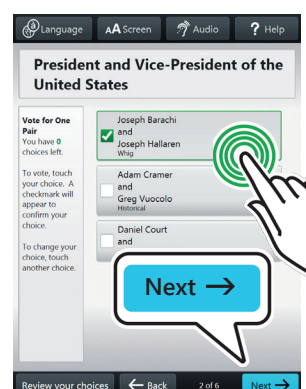 Language
AA Screen
Audio
? Help
President and Vice-President of the
United States
Vote for One
Pair
You have 0
choices left.
To vote, touch
your choice. A
checkmark will
appear to
confirm your
choice.
To change your
choice, touch
another choice.
Joseph Barachi
and
Joseph Hallaren
Whig
Adam Cramer
and
Greg Vuocolo
Historical
Daniel Court
and
Next →
Review your choices
← Back
2 of 6
Next →